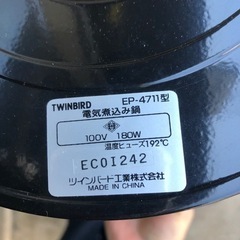 TWINBIRD EP-4711型
電気煮込み鍋
100V 180W
温度ヒューズ192℃
ECOI242
ツインバード工業株式会社
MADE IN CHINA